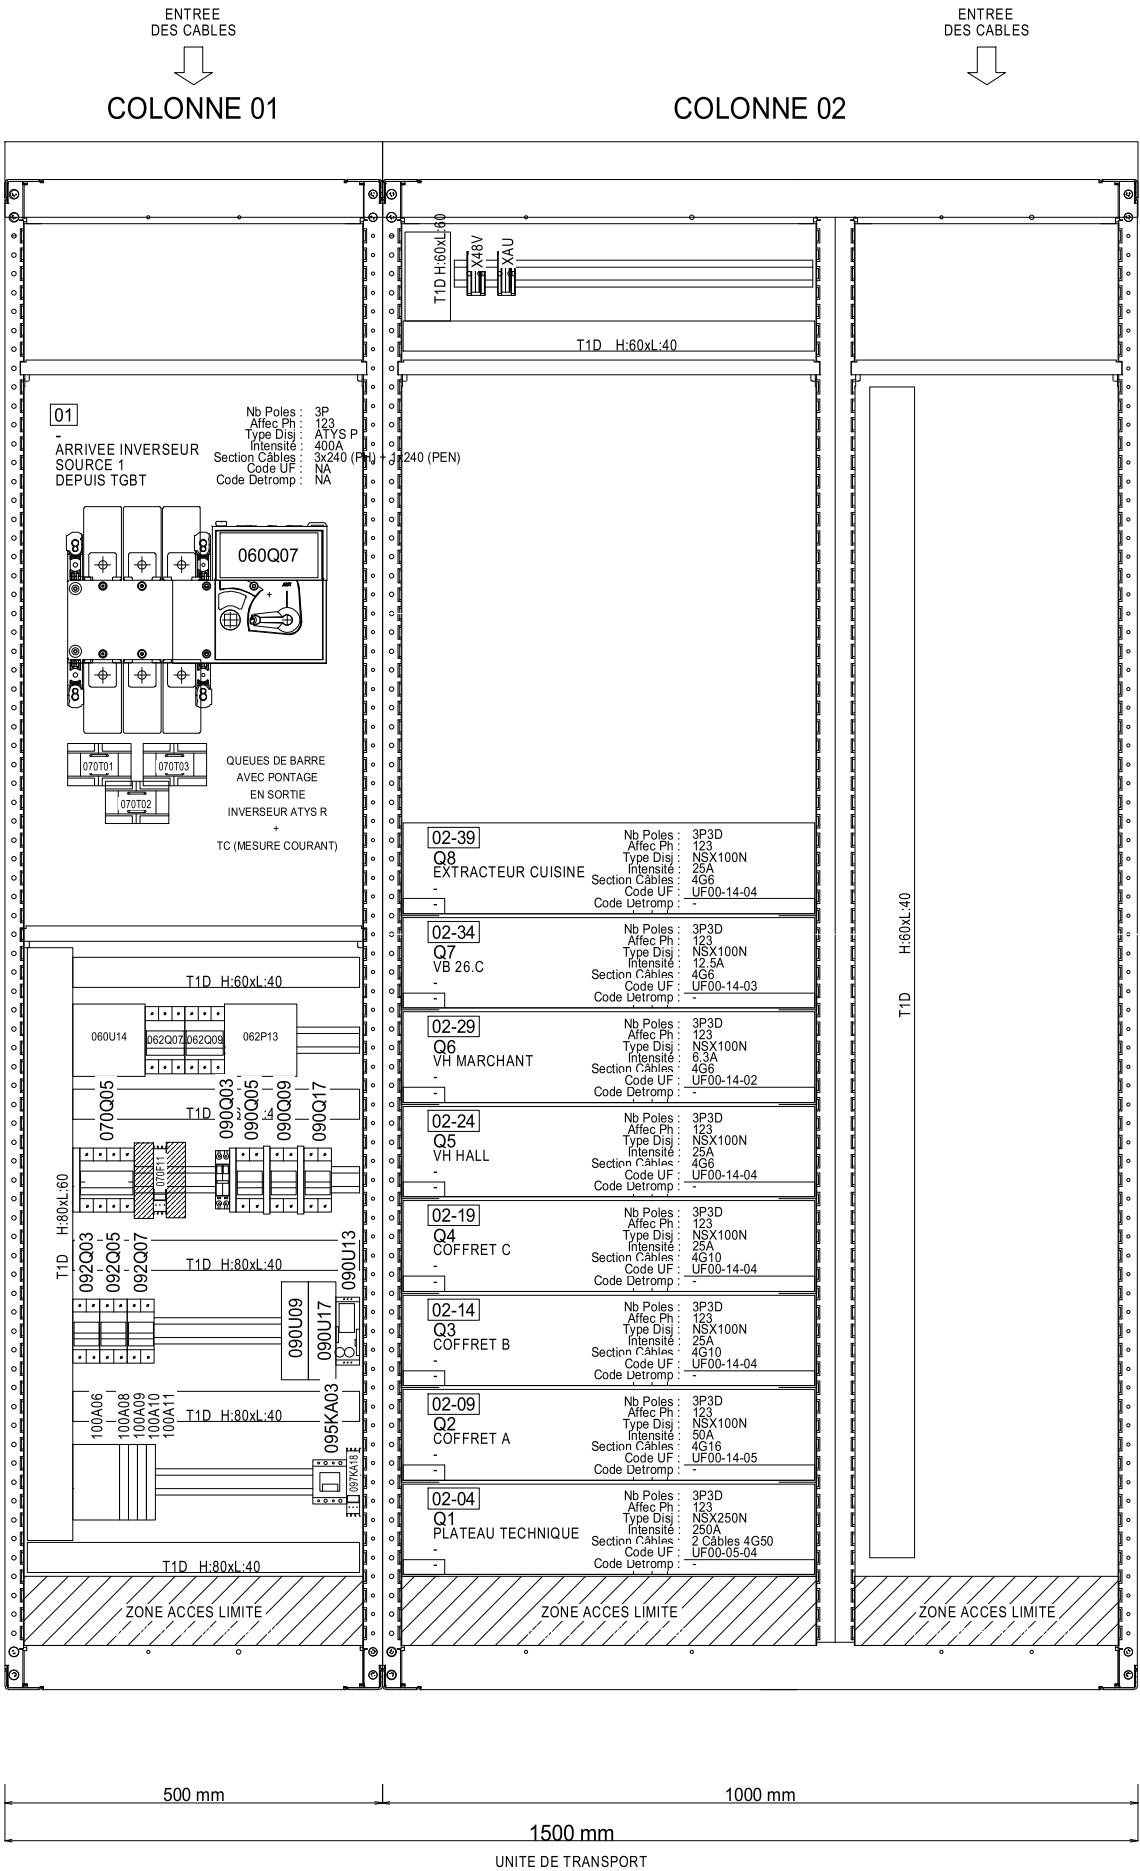 ENTREE
DES CABLES
ENTREE
DES CABLES
COLONNE 01
COLONNE 02
T1D H:60xL:60
X48V
XAU
T1D H:60xL:40
01
-
ARRIVEE INVERSEUR
SOURCE 1
DEPUIS TGBT
Nb Poles : 3P
Affec Ph : 123
Type Disj : ATYS P
Intensité : 400A
Section Câbles : 3x240 (PH) + 1x240 (PEN)
Code UF : NA
Code Detromp : NA
060Q07
070T01
070T03
070T02
QUEUES DE BARRE
AVEC PONTAGE
EN SORTIE
INVERSEUR ATYS R
+
TC (MESURE COURANT)
T1D H:60xL:40
060U14
062Q07
062Q09
062P13
070Q05
090Q03
090Q05
090Q09
090Q17
T1D
070F11
T1D H:80xL:60
092Q03
092Q05
092Q07
T1D H:80xL:40
090U13
090U09
090U17
100A06
100A08
100A09
100A10
100A11
T1D H:80xL:40
095KA03
097KA18
T1D H:80xL:40
ZONE ACCES LIMITE
02-39
Q8
EXTRACTEUR CUISINE
-
-
Nb Poles : 3P3D
Affec Ph : 123
Type Disj : NSX100N
Intensité : 25A
Section Câbles : 4G6
Code UF : UF00-14-04
Code Detromp : -
02-34
Q7
VB 26.C
-
-
Nb Poles : 3P3D
Affec Ph : 123
Type Disj : NSX100N
Intensité : 12.5A
Section Câbles : 4G6
Code UF : UF00-14-03
Code Detromp : -
02-29
Q6
VH MARCHANT
-
-
Nb Poles : 3P3D
Affec Ph : 123
Type Disj : NSX100N
Intensité : 6.3A
Section Câbles : 4G6
Code UF : UF00-14-02
Code Detromp : -
02-24
Q5
VH HALL
-
-
Nb Poles : 3P3D
Affec Ph : 123
Type Disj : NSX100N
Intensité : 25A
Section Câbles : 4G6
Code UF : UF00-14-04
Code Detromp : -
02-19
Q4
COFFRET C
-
-
Nb Poles : 3P3D
Affec Ph : 123
Type Disj : NSX100N
Intensité : 25A
Section Câbles : 4G10
Code UF : UF00-14-04
Code Detromp : -
02-14
Q3
COFFRET B
-
-
Nb Poles : 3P3D
Affec Ph : 123
Type Disj : NSX100N
Intensité : 25A
Section Câbles : 4G10
Code UF : UF00-14-04
Code Detromp : -
02-09
Q2
COFFRET A
-
-
Nb Poles : 3P3D
Affec Ph : 123
Type Disj : NSX100N
Intensité : 50A
Section Câbles : 4G16
Code UF : UF00-14-05
Code Detromp : -
02-04
Q1
PLATEAU TECHNIQUE
-
-
Nb Poles : 3P3D
Affec Ph : 123
Type Disj : NSX250N
Intensité : 250A
Section Câbles : 2 Câbles 4G50
Code UF : UF00-05-04
Code Detromp : -
ZONE ACCES LIMITE
T1D H:60xL:40
ZONE ACCES LIMITE
500 mm
1000 mm
1500 mm
UNITE DE TRANSPORT